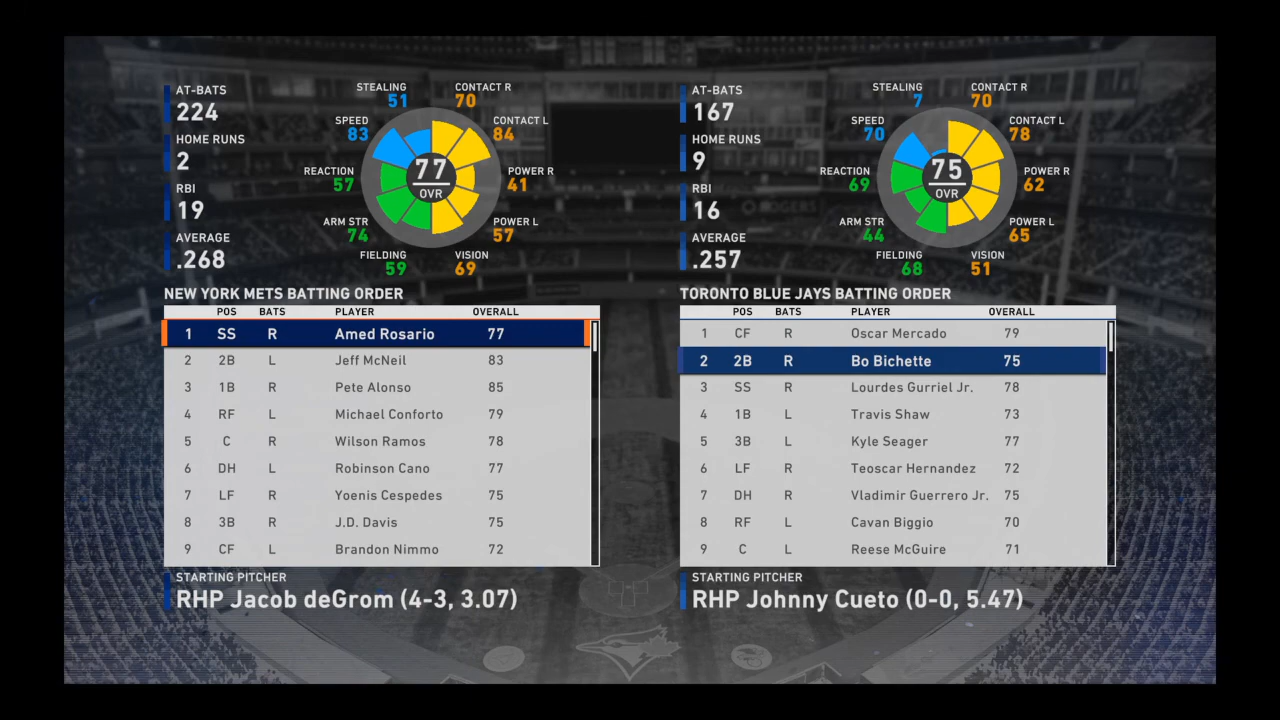 AT-BATS
224
HOME RUNS
2
RBI
19
AVERAGE
.268
STEALING
51
CONTACT R
70
SPEED
83
CONTACT L
84
REACTION
57
POWER R
41
ARM STR
74
POWER L
57
FIELDING
59
VISION
69
77
OVR
NEW YORK METS BATTING ORDER
POS BATS PLAYER OVERALL
1 SS R Amed Rosario 77
2 2B L Jeff McNeil 83
3 1B R Pete Alonso 85
4 RF L Michael Conforto 79
5 C R Wilson Ramos 78
6 DH L Robinson Cano 77
7 LF R Yoenis Cespedes 75
8 3B R J.D. Davis 75
9 CF L Brandon Nimmo 72
STARTING PITCHER
RHP Jacob deGrom (4-3, 3.07)
AT-BATS
167
HOME RUNS
9
RBI
16
AVERAGE
.257
STEALING
7
CONTACT R
70
SPEED
70
CONTACT L
78
REACTION
69
POWER R
62
ARM STR
44
POWER L
65
FIELDING
68
VISION
51
75
OVR
ROGERS
TORONTO BLUE JAYS BATTING ORDER
POS BATS PLAYER OVERALL
1 CF R Oscar Mercado 79
2 2B R Bo Bichette 75
3 SS R Lourdes Gurriel Jr. 78
4 1B L Travis Shaw 73
5 3B L Kyle Seager 77
6 LF R Teoscar Hernandez 72
7 DH R Vladimir Guerrero Jr. 75
8 RF L Cavan Biggio 70
9 C L Reese McGuire 71
STARTING PITCHER
RHP Johnny Cueto (0-0, 5.47)